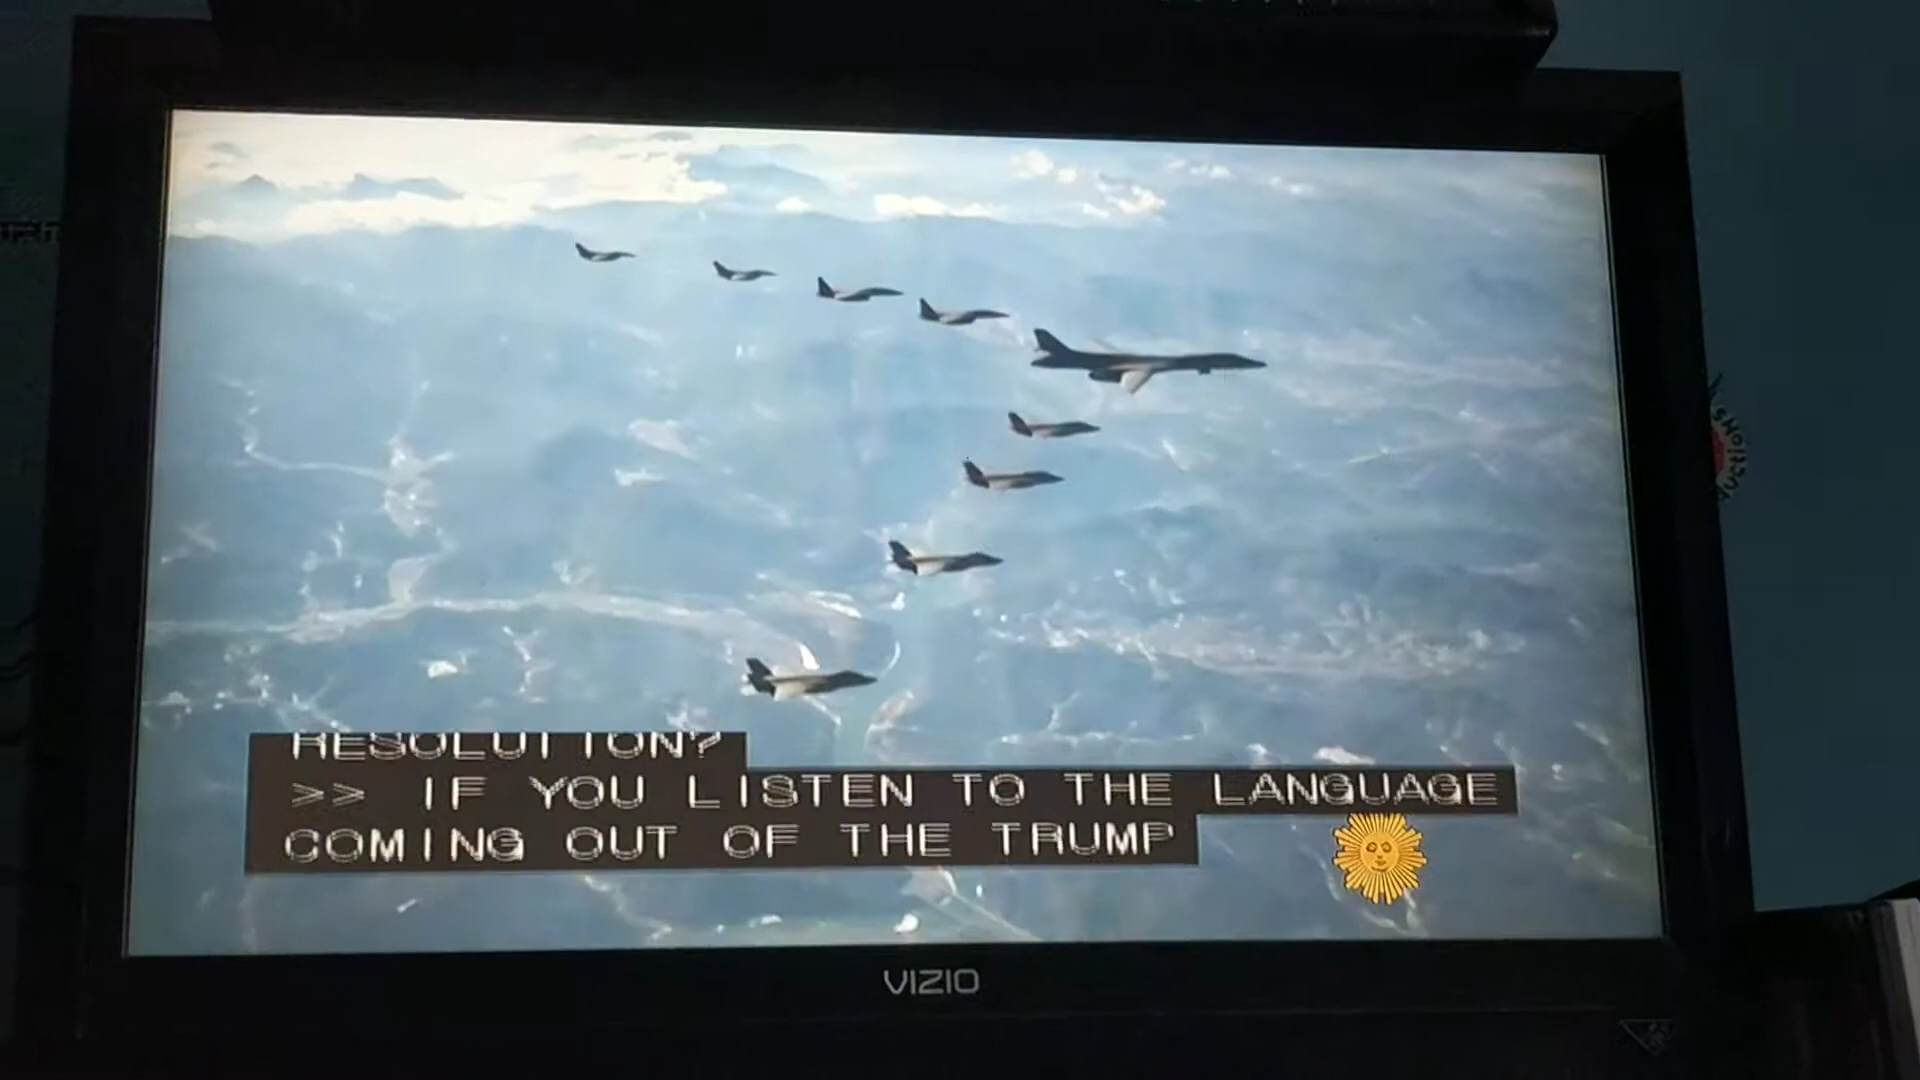 RESOLUTION?
>> IF YOU LISTEN TO THE LANGUAGE
COMING OUT OF THE TRUMP
VIZIO